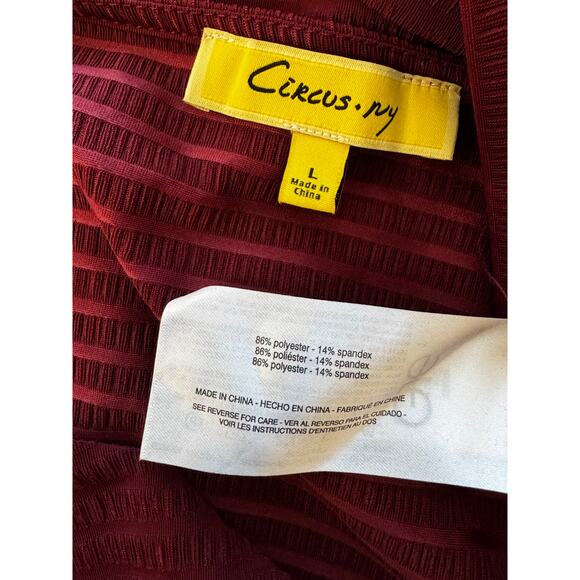 CiRcus • NY
L
Made in
China
86% polyester - 14% spandex
86% poliéster - 14% spandex
86% polyester - 14% spandex
MADE IN CHINA - HECHO EN CHINA - FABRIQUÉ EN CHINE
SEE REVERSE FOR CARE - VER AL REVERSO PARA EL CUIDADO -
VOIR LES INSTRUCTIONS D'ENTRETIEN AU DOS